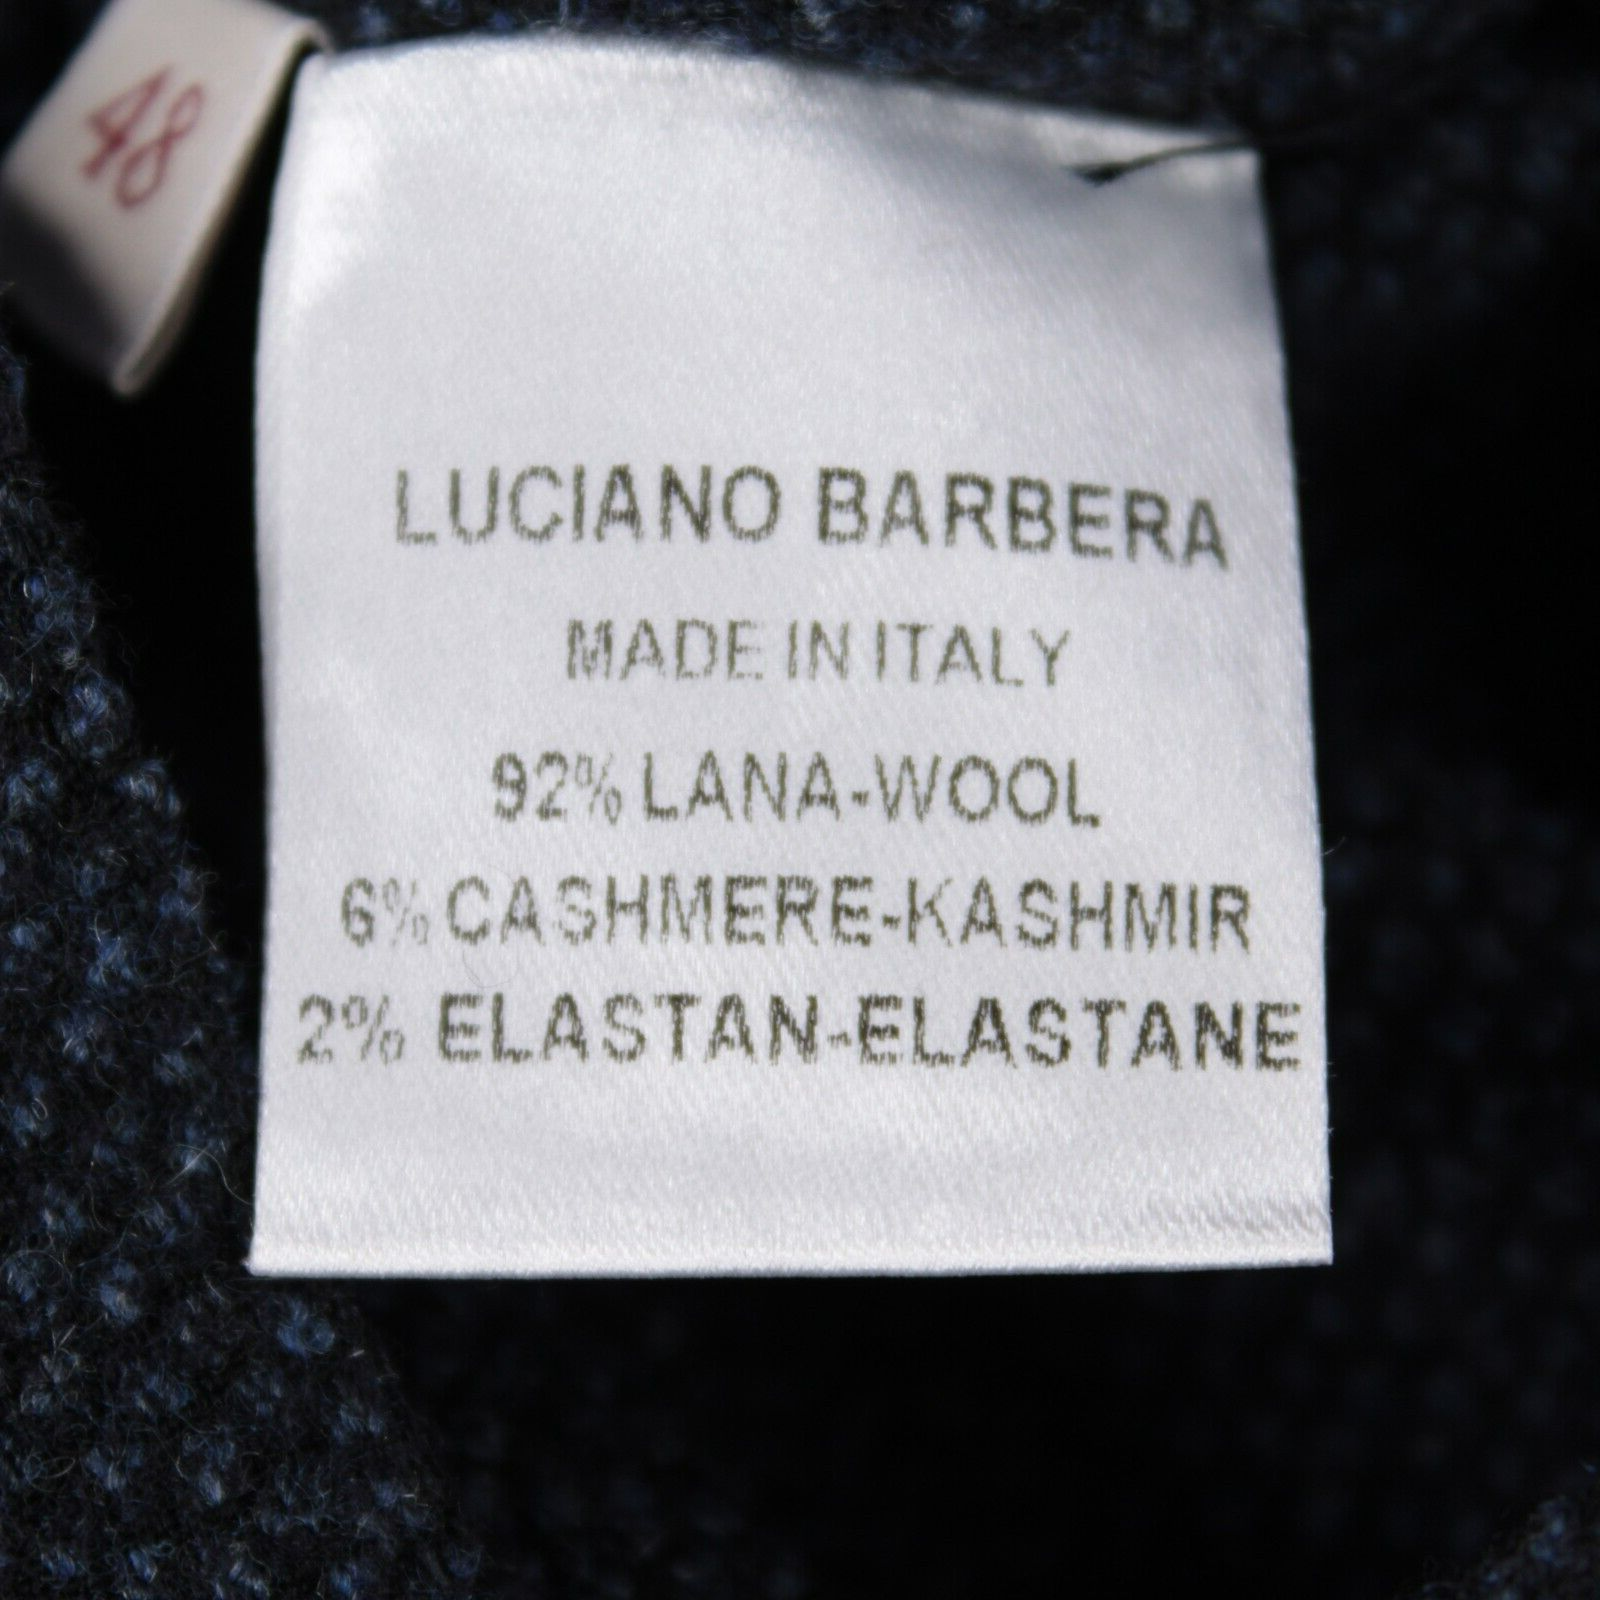 48
LUCIANO BARBERA
MADE IN ITALY
92% LANA-WOOL
6% CASHMERE-KASHMIR
2% ELASTAN-ELASTANE